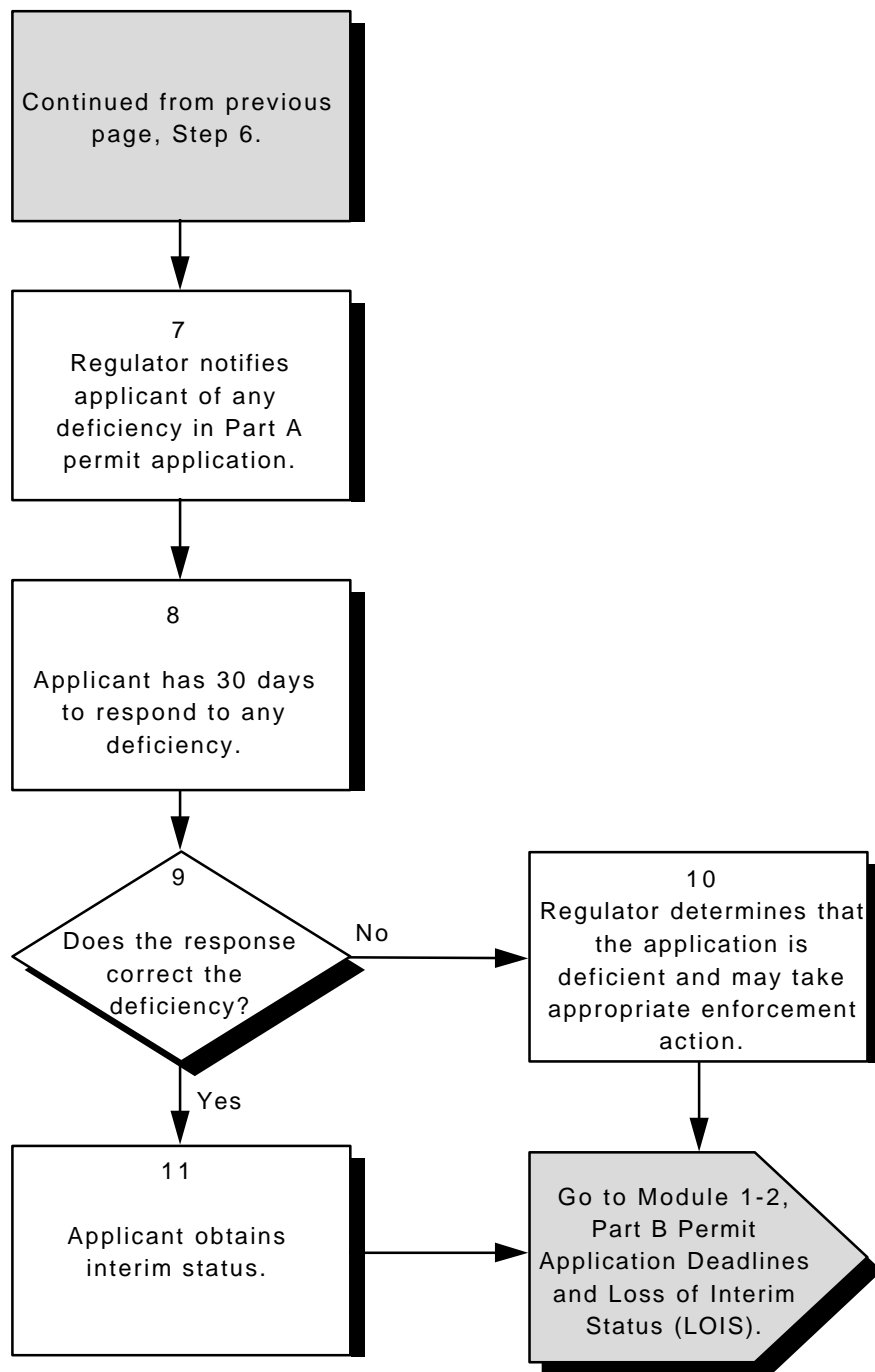 Continued from previous
page, Step 6.
7
Regulator notifies
applicant of any
deficiency in Part A
permit application.
8
Applicant has 30 days
to respond to any
deficiency.
9
Does the response
correct the
deficiency?
No
10
Regulator determines that
the application is
deficient and may take
appropriate enforcement
action.
Yes
11
Applicant obtains
interim status.
Go to Module 1-2,
Part B Permit
Application Deadlines
and Loss of Interim
Status (LOIS).